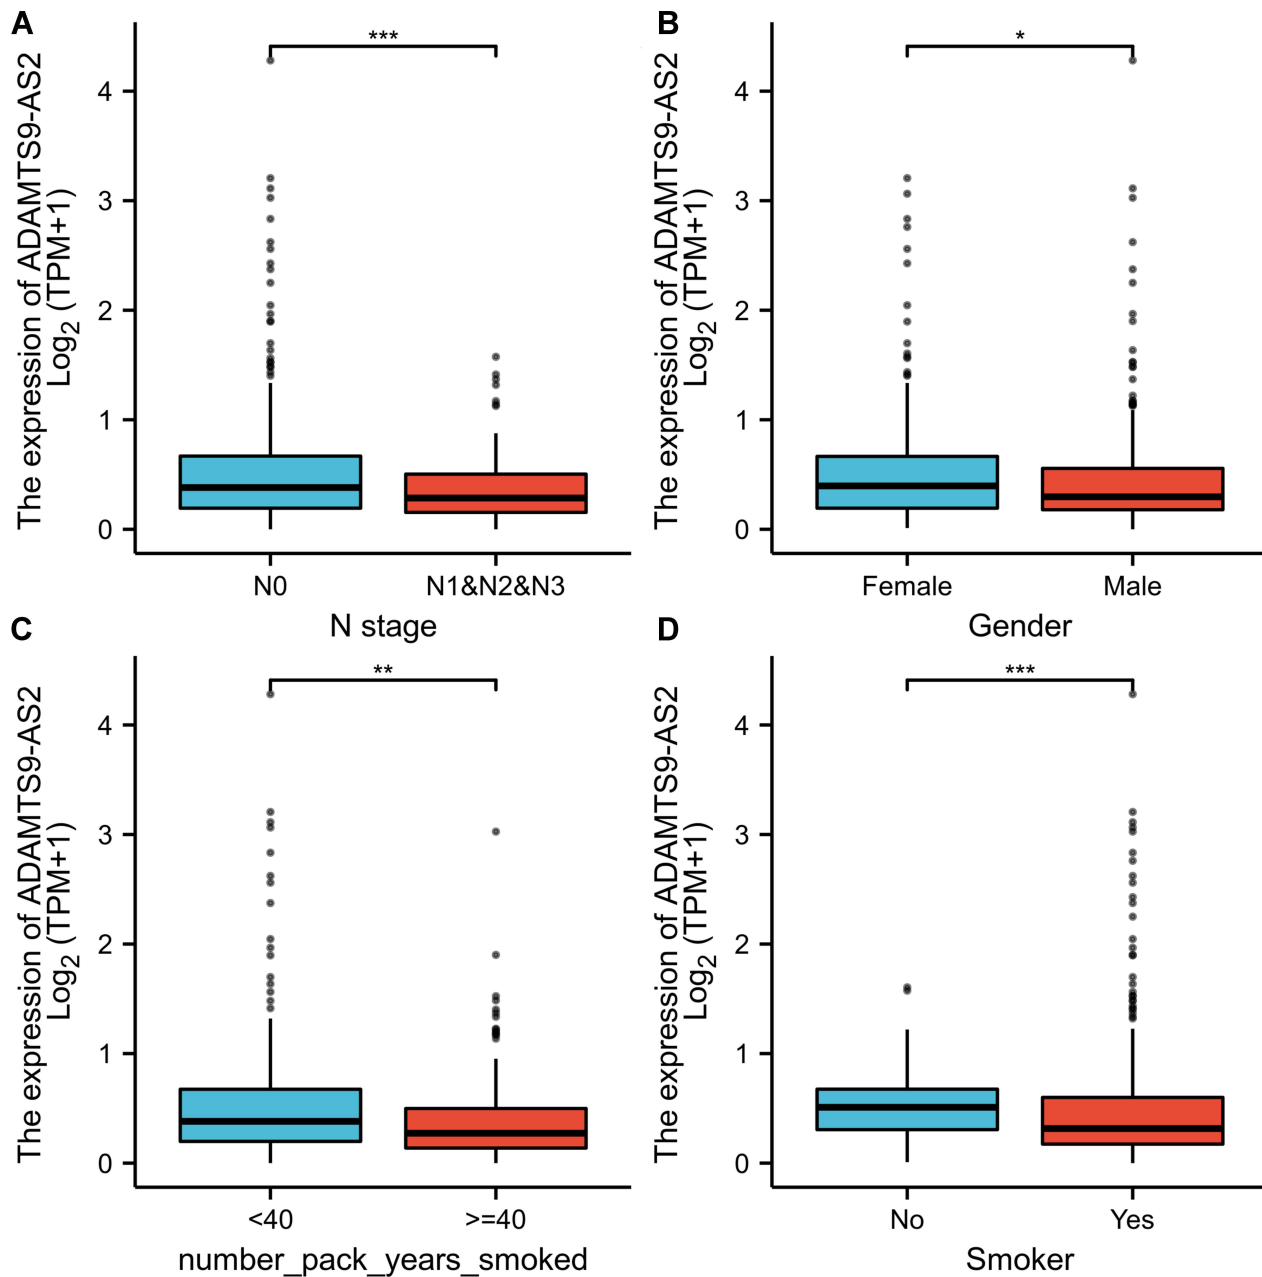 A
***
The expression of ADAMTS9-AS2
Log2 (TPM+1)
4
3
2
1
0
N0
N1&N2&N3
N stage
B
*
The expression of ADAMTS9-AS2
Log2 (TPM+1)
4
3
2
1
0
Female
Male
Gender
C
**
The expression of ADAMTS9-AS2
Log2 (TPM+1)
4
3
2
1
0
<40
>=40
number_pack_years_smoked
D
***
The expression of ADAMTS9-AS2
Log2 (TPM+1)
4
3
2
1
0
No
Yes
Smoker